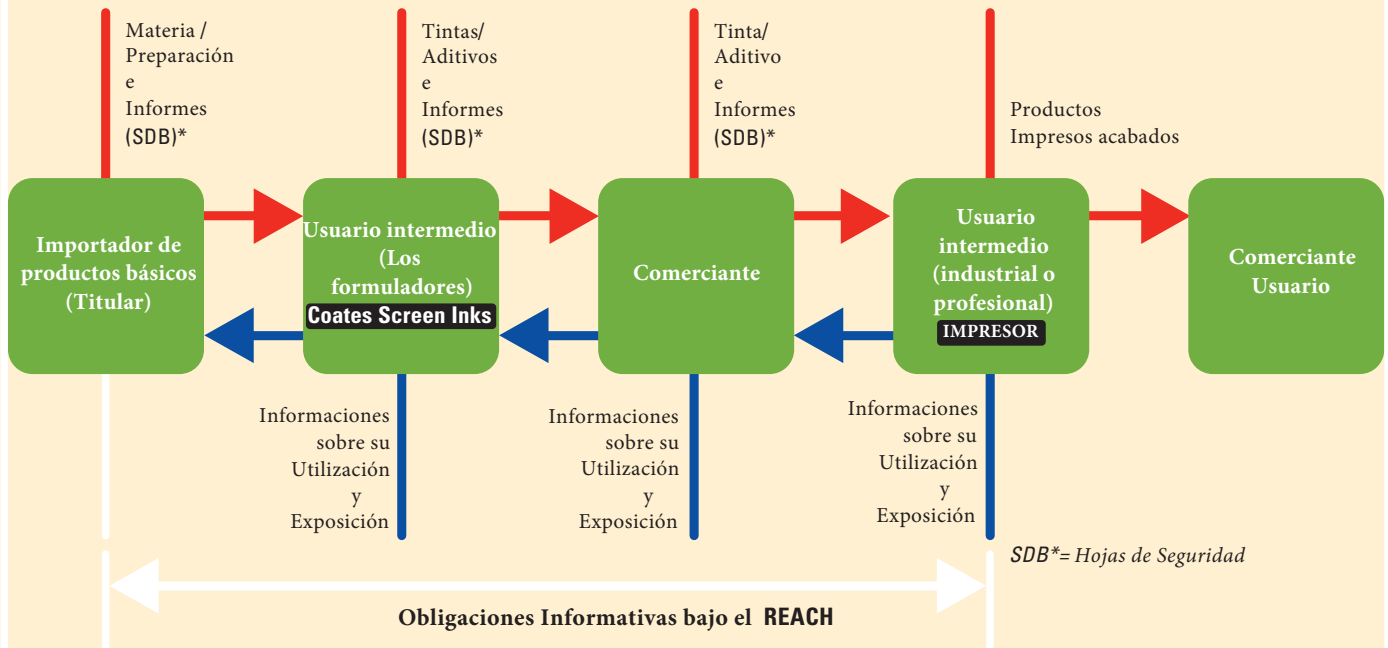 Materia /
Preparación
e
Informes
(SDB)*
Tintas/
Aditivos
e
Informes
(SDB)*
Tinta/
Aditivo
e
Informes
(SDB)*
Productos
Impresos acabados
Importador de
productos básicos
(Titular)
Usuario intermedio
(Los
formuladores)
Coates Screen Inks
Comerciante
Usuario
intermedio
(industrial o
profesional)
IMPRESOR
Comerciante
Usuario
Informaciones
sobre su
Utilización
y
Exposición
Informaciones
sobre su
Utilización
y
Exposición
Informaciones
sobre su
Utilización
y
Exposición
SDB*= Hojas de Seguridad
Obligaciones Informativas bajo el REACH